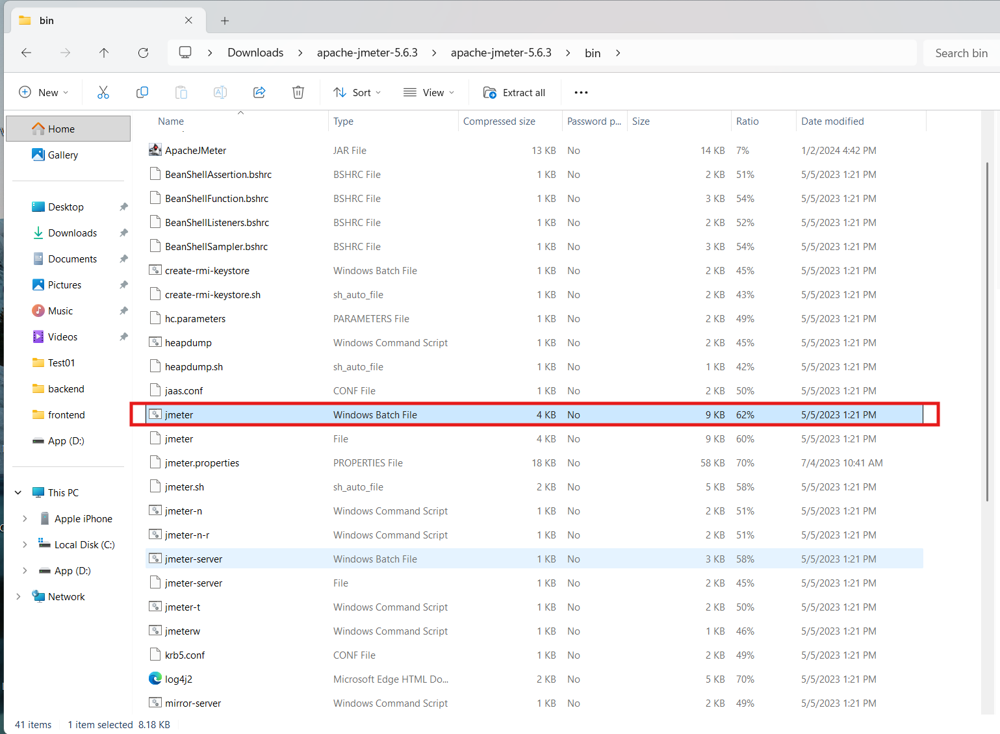 bin
Downloads > apache-jmeter-5.6.3 > apache-jmeter-5.6.3 > bin >
Search bin
New
Sort
View
Extract all
Name Type Compressed size Password p... Size Ratio Date modified
Home
Gallery
Desktop
Downloads
Documents
Pictures
Music
Videos
Test01
backend
frontend
App (D:)
This PC
Apple iPhone
Local Disk (C:)
App (D:)
Network
ApacheJMeter JAR File 13 KB No 14 KB 7% 1/2/2024 4:42 PM
BeanShellAssertion.bshrc BSHRC File 1 KB No 2 KB 51% 5/5/2023 1:21 PM
BeanShellFunction.bshrc BSHRC File 1 KB No 3 KB 54% 5/5/2023 1:21 PM
BeanShellListeners.bshrc BSHRC File 1 KB No 2 KB 52% 5/5/2023 1:21 PM
BeanShellSampler.bshrc BSHRC File 1 KB No 3 KB 54% 5/5/2023 1:21 PM
create-rmi-keystore Windows Batch File 1 KB No 2 KB 45% 5/5/2023 1:21 PM
create-rmi-keystore.sh sh_auto_file 1 KB No 2 KB 43% 5/5/2023 1:21 PM
hc.parameters PARAMETERS File 1 KB No 2 KB 49% 5/5/2023 1:21 PM
heapdump Windows Command Script 1 KB No 2 KB 45% 5/5/2023 1:21 PM
heapdump.sh sh_auto_file 1 KB No 1 KB 42% 5/5/2023 1:21 PM
jaas.conf CONF File 1 KB No 2 KB 50% 5/5/2023 1:21 PM
jmeter Windows Batch File 4 KB No 9 KB 62% 5/5/2023 1:21 PM
jmeter File 4 KB No 9 KB 60% 5/5/2023 1:21 PM
jmeter.properties PROPERTIES File 18 KB No 58 KB 70% 7/4/2023 10:41 AM
jmeter.sh sh_auto_file 2 KB No 5 KB 58% 5/5/2023 1:21 PM
jmeter-n Windows Command Script 1 KB No 2 KB 51% 5/5/2023 1:21 PM
jmeter-n-r Windows Command Script 1 KB No 2 KB 51% 5/5/2023 1:21 PM
jmeter-server Windows Batch File 1 KB No 3 KB 58% 5/5/2023 1:21 PM
jmeter-server File 1 KB No 2 KB 45% 5/5/2023 1:21 PM
jmeter-t Windows Command Script 1 KB No 2 KB 50% 5/5/2023 1:21 PM
jmeterw Windows Command Script 1 KB No 1 KB 46% 5/5/2023 1:21 PM
krb5.conf CONF File 1 KB No 2 KB 49% 5/5/2023 1:21 PM
log4j2 Microsoft Edge HTML Do... 2 KB No 5 KB 70% 5/5/2023 1:21 PM
mirror-server Windows Command Script 1 KB No 2 KB 49% 5/5/2023 1:21 PM
41 items 1 item selected 8.18 KB